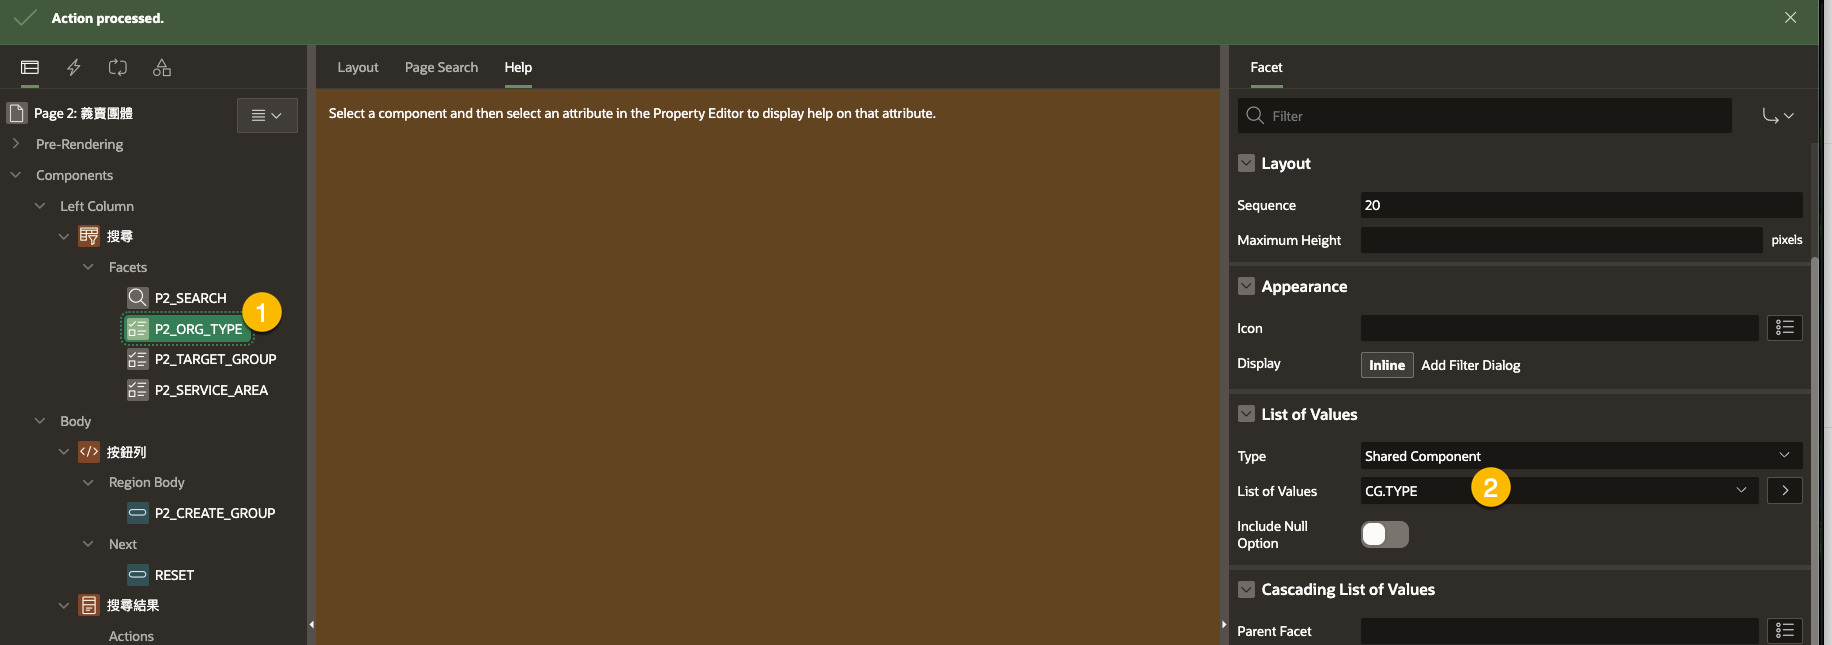 Action processed.
Layout
Page Search
Help
Facet
Page 2: 義賣團體
Select a component and then select an attribute in the Property Editor to display help on that attribute.
Filter
Pre-Rendering
Components
Left Column
搜尋
Facets
P2_SEARCH
1
P2_ORG_TYPE
P2_TARGET_GROUP
P2_SERVICE_AREA
Body
按鈕列
Region Body
P2_CREATE_GROUP
Next
RESET
搜尋結果
Actions
Layout
Sequence
20
Maximum Height
pixels
Appearance
Icon
Display
Inline
Add Filter Dialog
List of Values
Type
Shared Component
List of Values
CG.TYPE
2
Include Null
Option
Cascading List of Values
Parent Facet